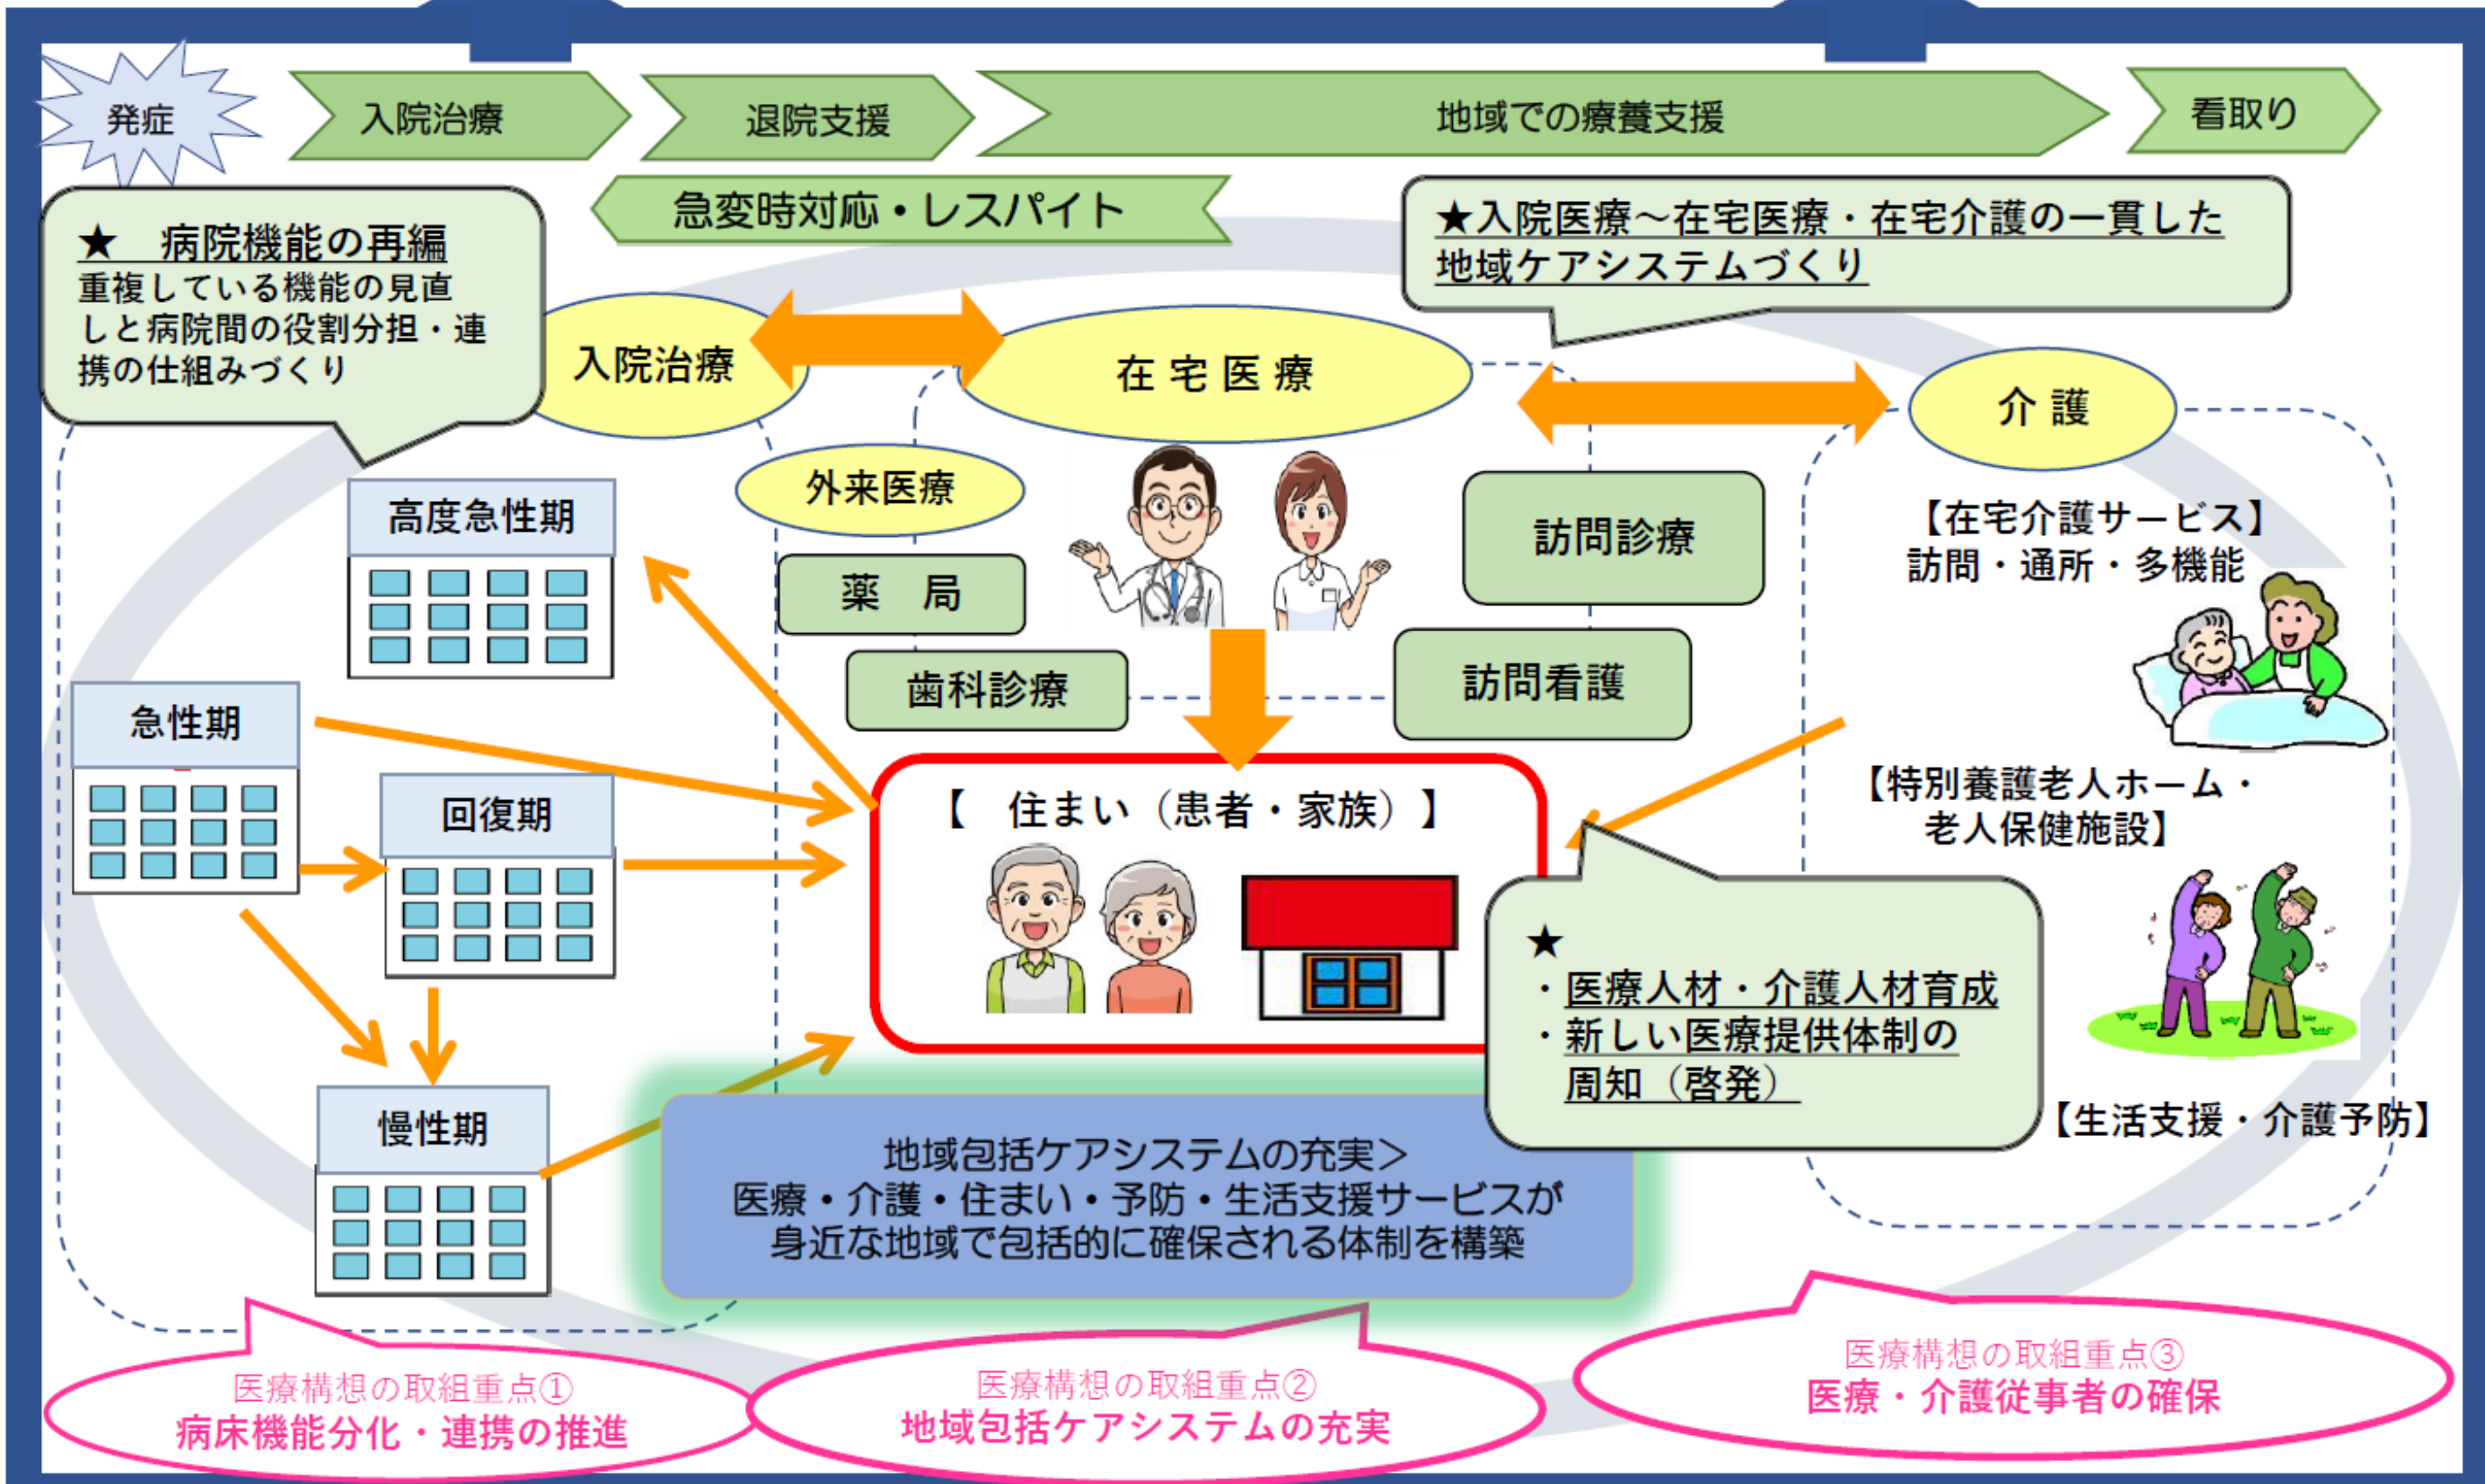 発症
入院治療
退院支援
地域での療養支援
看取り
急変時対応・レスパイト
★　病院機能の再編
重複している機能の見直
しと病院間の役割分担・連
携の仕組みづくり
★入院医療～在宅医療・在宅介護の一貫した
地域ケアシステムづくり
入院治療
在宅医療
介護
外来医療
薬　局
歯科診療
訪問診療
訪問看護
高度急性期
急性期
回復期
慢性期
【在宅介護サービス】
訪問・通所・多機能
【特別養護老人ホーム・
老人保健施設】
【生活支援・介護予防】
【　住まい（患者・家族）】
★
・医療人材・介護人材育成
・新しい医療提供体制の
周知（啓発）
地域包括ケアシステムの充実＞
医療・介護・住まい・予防・生活支援サービスが
身近な地域で包括的に確保される体制を構築
医療構想の取組重点①
病床機能分化・連携の推進
医療構想の取組重点②
地域包括ケアシステムの充実
医療構想の取組重点③
医療・介護従事者の確保